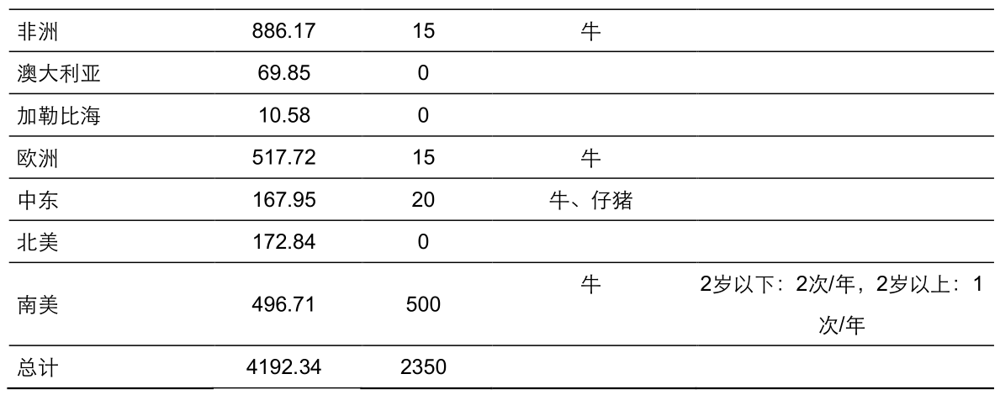 非洲 886.17 15 牛
澳大利亚 69.85 0
加勒比海 10.58 0
欧洲 517.72 15 牛
中东 167.95 20 牛、仔猪
北美 172.84 0
南美 496.71 500 牛 2岁以下：2次/年，2岁以上：1
次/年
总计 4192.34 2350